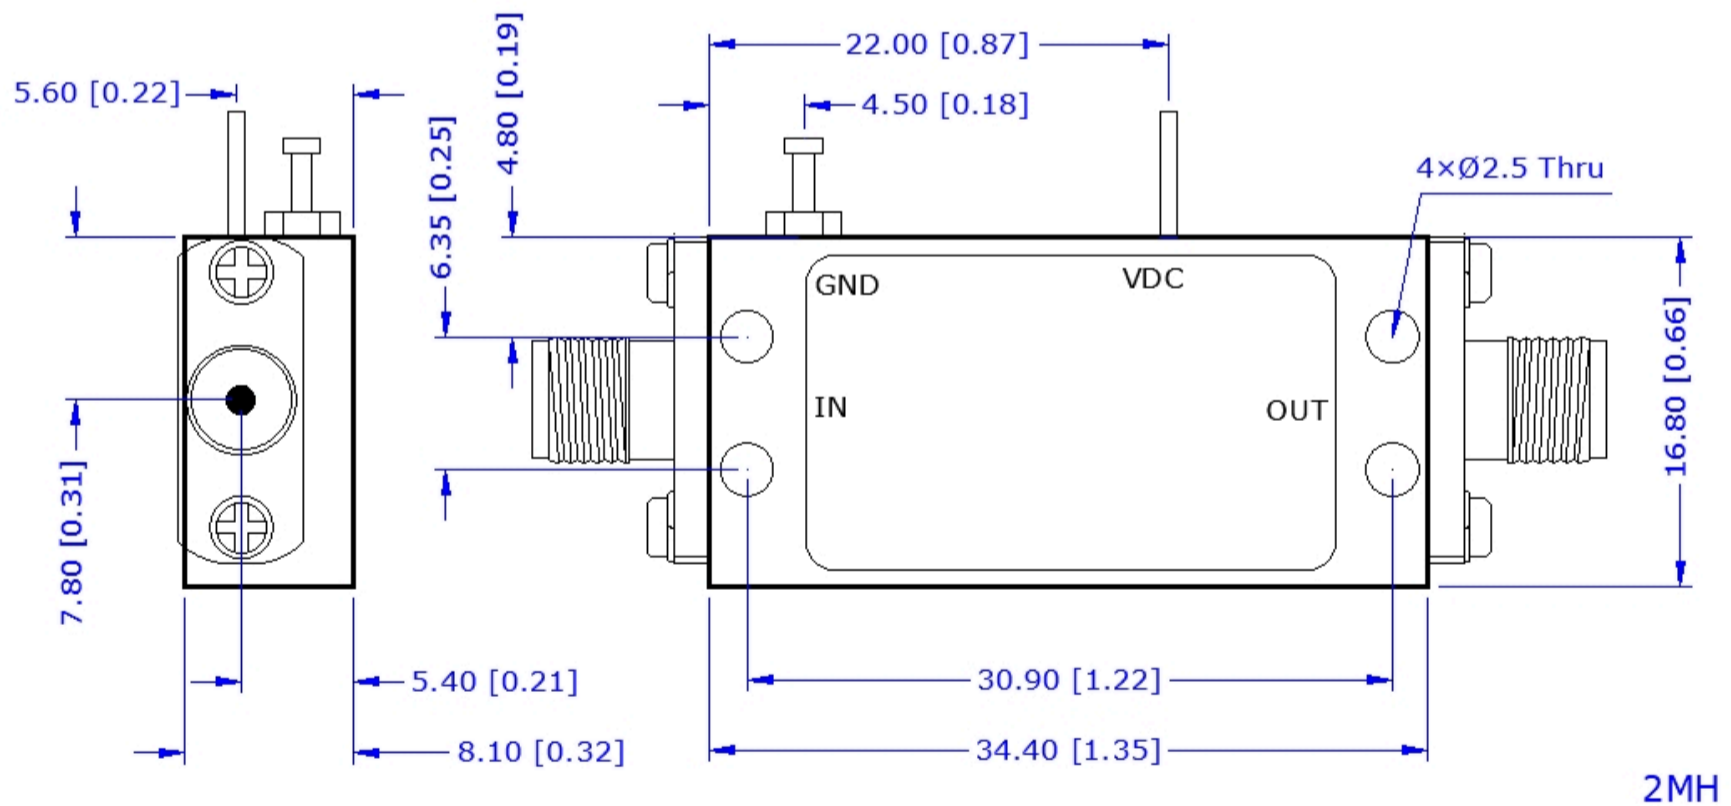 22.00 [0.87]
5.60 [0.22]
4.50 [0.18]
4.80 [0.19]
6.35 [0.25]
4×Ø2.5 Thru
GND
VDC
IN
OUT
16.80 [0.66]
7.80 [0.31]
5.40 [0.21]
30.90 [1.22]
8.10 [0.32]
34.40 [1.35]
2MH